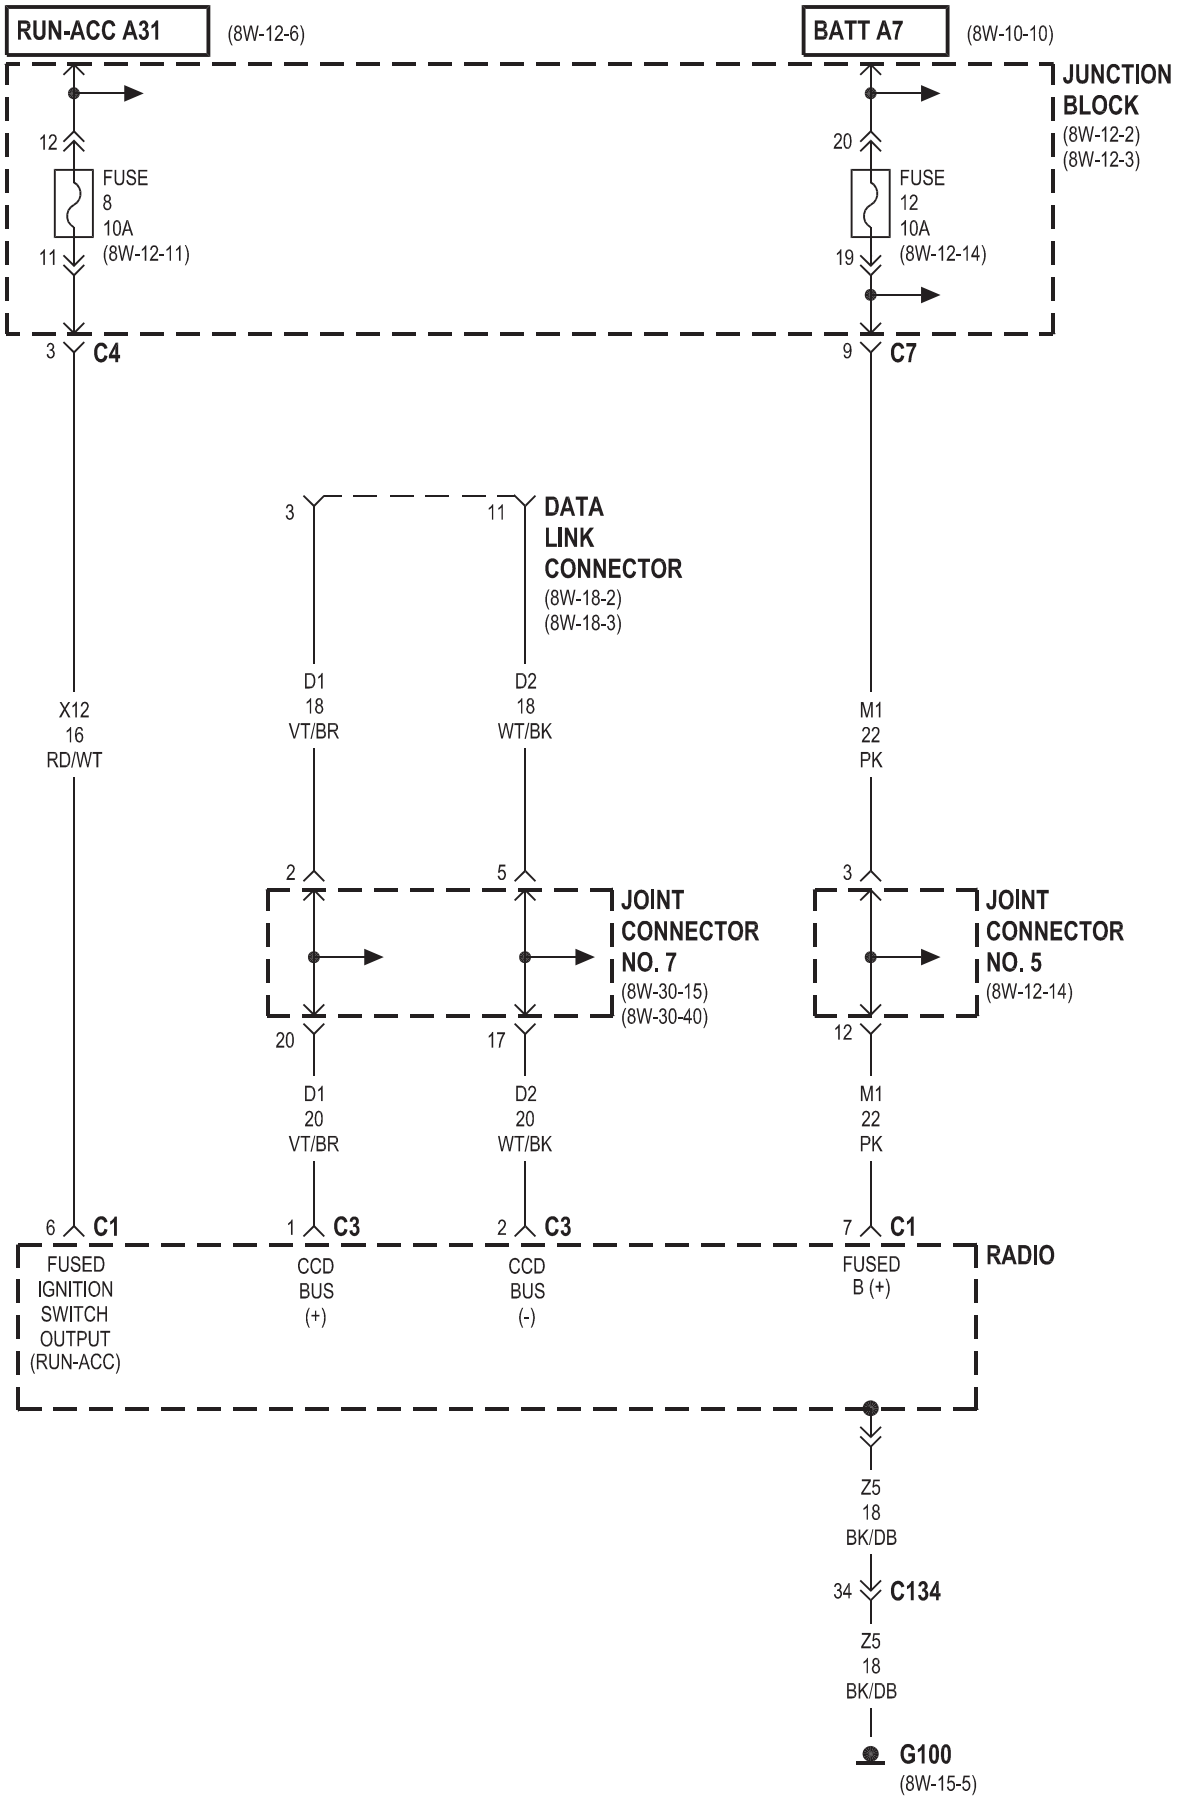 RUN-ACC A31
(8W-12-6)
BATT A7
(8W-10-10)
JUNCTION
BLOCK
(8W-12-2)
(8W-12-3)
12
FUSE
8
10A
(8W-12-11)
11
20
FUSE
12
10A
(8W-12-14)
19
3
C4
9
C7
3
11
DATA
LINK
CONNECTOR
(8W-18-2)
(8W-18-3)
X12
16
RD/WT
D1
18
VT/BR
D2
18
WT/BK
M1
22
PK
2
5
JOINT
CONNECTOR
NO. 7
(8W-30-15)
(8W-30-40)
3
JOINT
CONNECTOR
NO. 5
(8W-12-14)
20
17
12
D1
20
VT/BR
D2
20
WT/BK
M1
22
PK
6
C1
1
C3
2
C3
7
C1
RADIO
FUSED
IGNITION
SWITCH
OUTPUT
(RUN-ACC)
CCD
BUS
(+)
CCD
BUS
(-)
FUSED
B (+)
Z5
18
BK/DB
34
C134
Z5
18
BK/DB
G100
(8W-15-5)